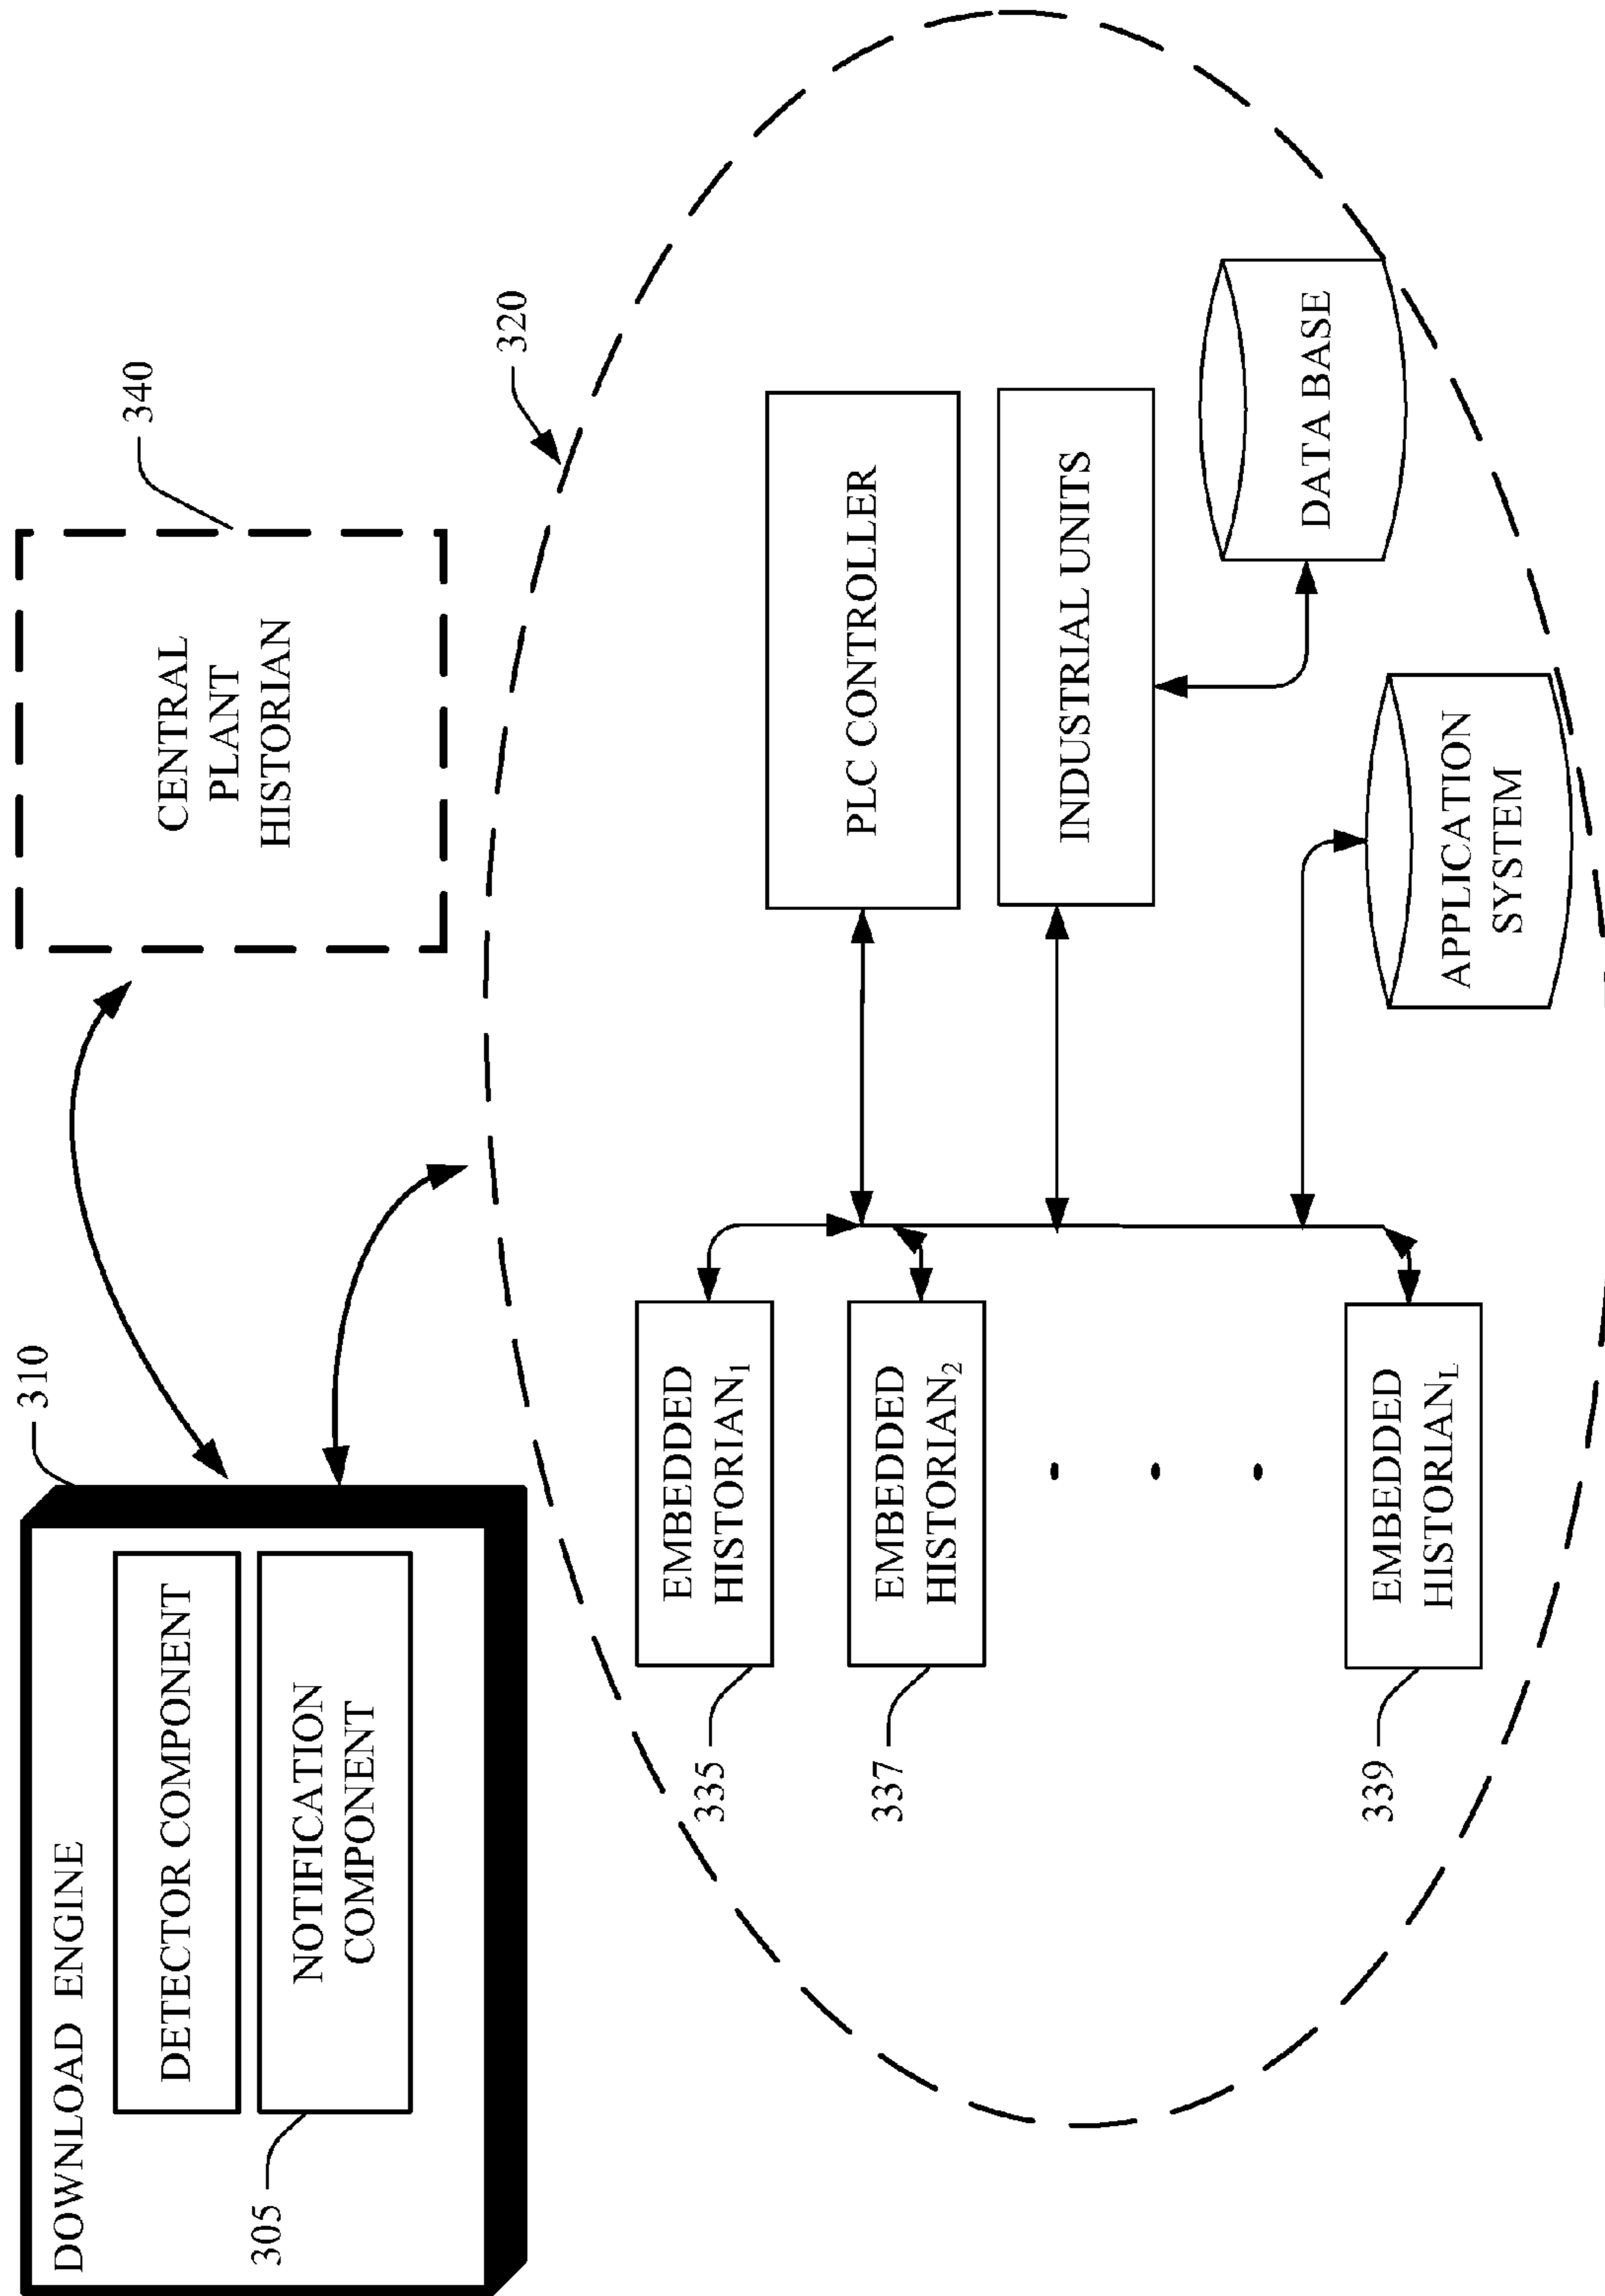 DOWNLOAD ENGINE
310
DETECTOR COMPONENT
NOTIFICATION
COMPONENT
305
CENTRAL
PLANT
HISTORIAN
340
320
EMBEDDED
HISTORIAN1
335
EMBEDDED
HISTORIAN2
337
EMBEDDED
HISTORIANL
339
PLC CONTROLLER
INDUSTRIAL UNITS
DATA BASE
APPLICATION
SYSTEM